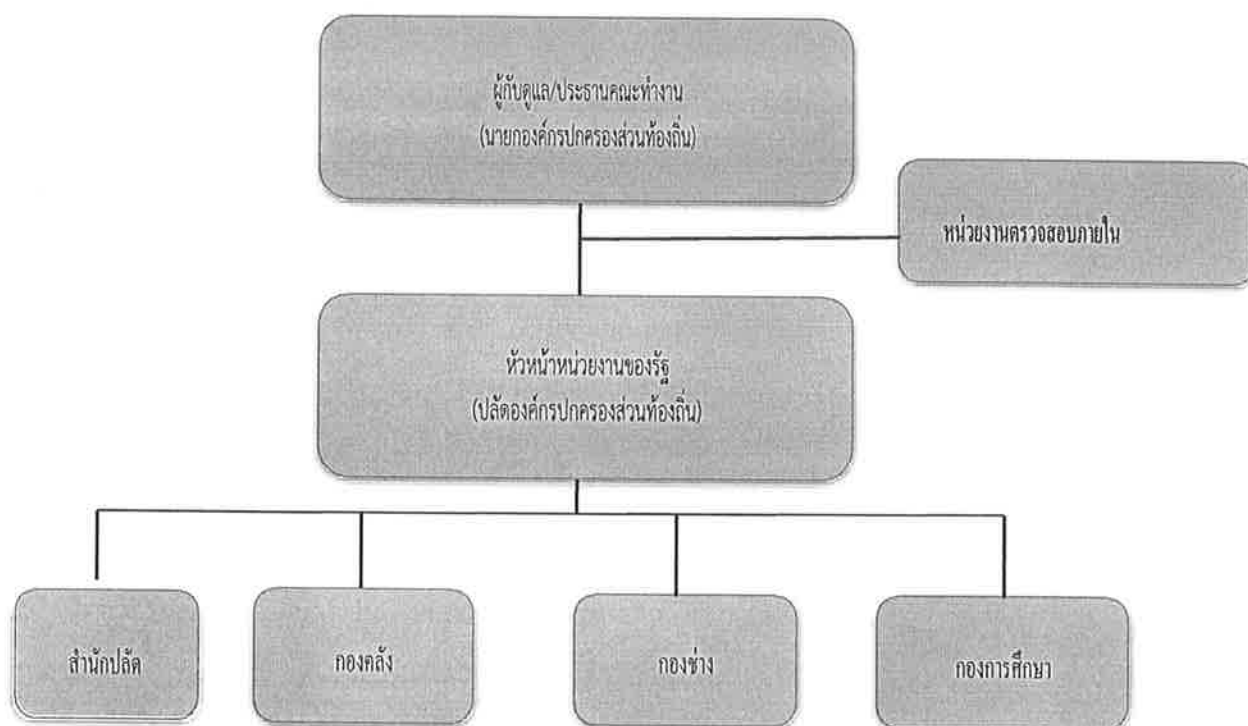 ผู้กับดูแล/ประธานคณะทำงาน
(นายกองค์กรปกครองส่วนท้องถิ่น)
หน่วยงานตรวจสอบภายใน
หัวหน้าหน่วยงานของรัฐ
(ปลัดองค์กรปกครองส่วนท้องถิ่น)
สำนักปลัด
กองคลัง
กองช่าง
กองการศึกษา